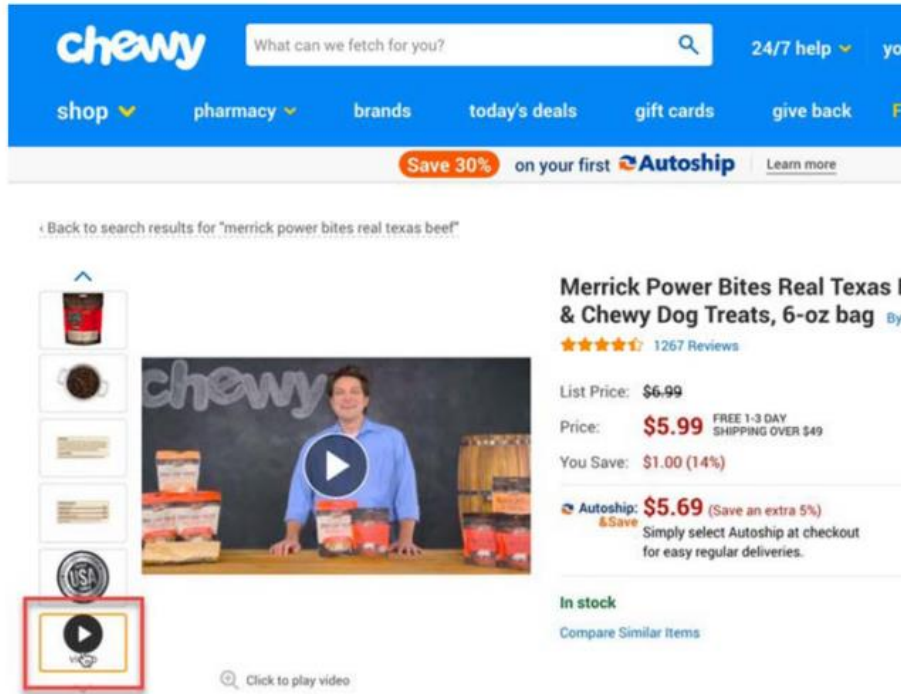 chewy
What can we fetch for you?
24/7 help
yo
shop
pharmacy
brands
today's deals
gift cards
give back
F
Save 30% on your first Autoship
Learn more
‹ Back to search results for "merrick power bites real texas beef"
Merrick Power Bites Real Texas
& Chewy Dog Treats, 6-oz bag By
1267 Reviews
chewy
List Price: $6.99
Price: $5.99 FREE 1-3 DAY
SHIPPING OVER $49
You Save: $1.00 (14%)
Autoship: $5.69 (Save an extra 5%)
&Save
Simply select Autoship at checkout
for easy regular deliveries.
USA
In stock
Compare Similar Items
Click to play video